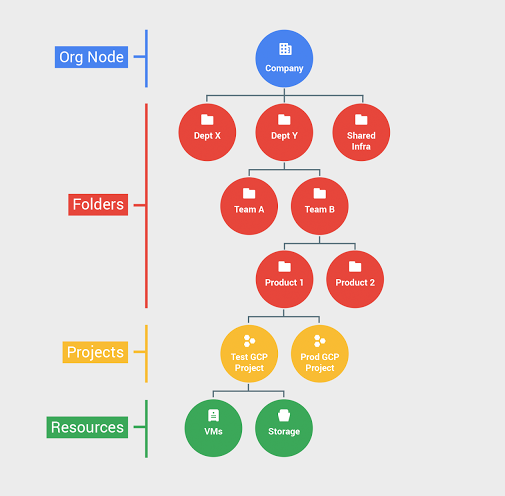 Org Node
Company
Dept X
Dept Y
Shared
Infra
Folders
Team A
Team B
Product 1
Product 2
Projects
Test GCP
Project
Prod GCP
Project
Resources
VMs
Storage